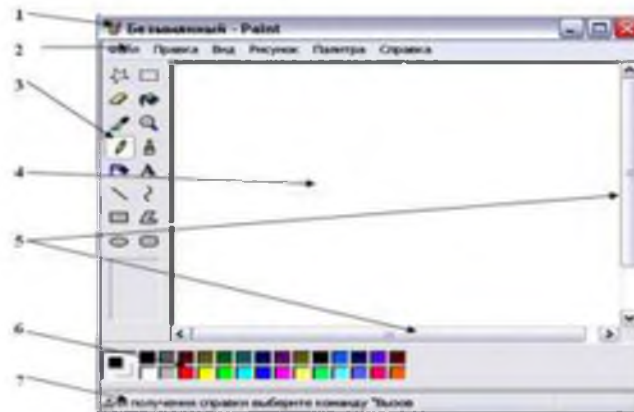 1
Безымянный - Paint
2
Файл Правка Вид Рисунок Палитра Справка
3
A
4
5
6
7
получения справки выберите команду "Вызов